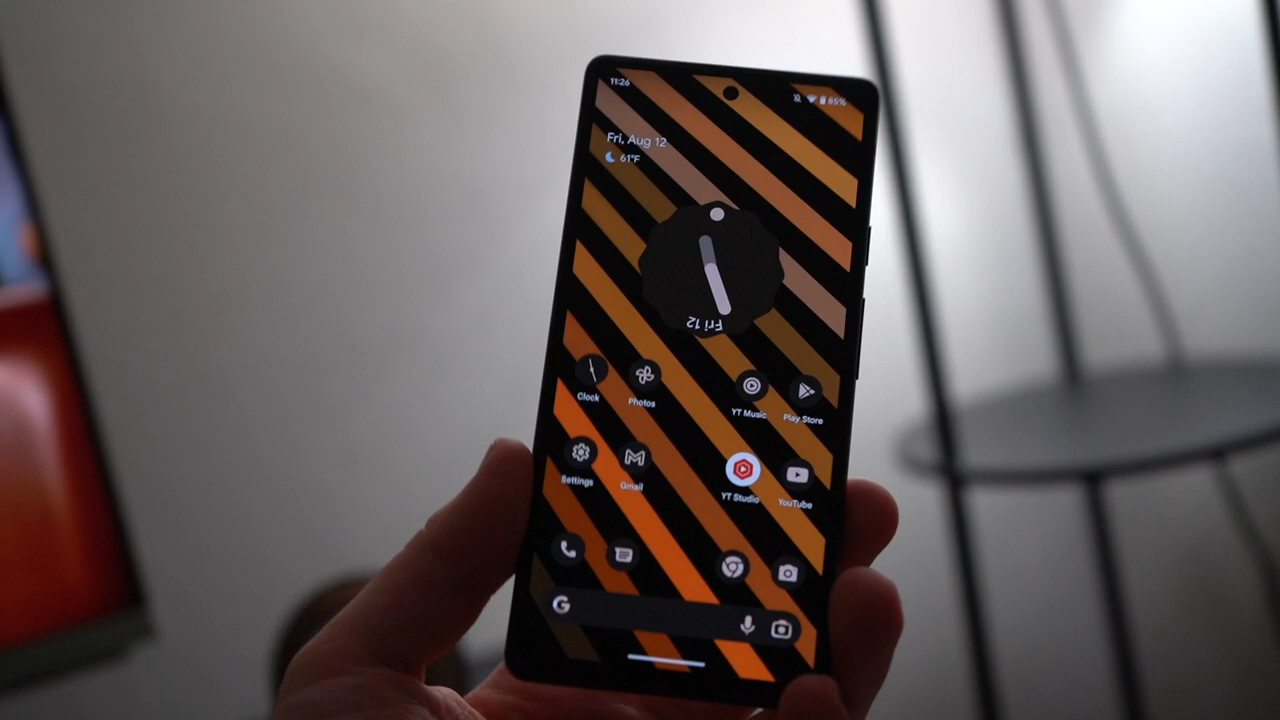 11:26
85%
Fri, Aug 12
61°F
Fri 12
Clock
Photos
YT Music
Play Store
Settings
Gmail
YT Studio
YouTube
G